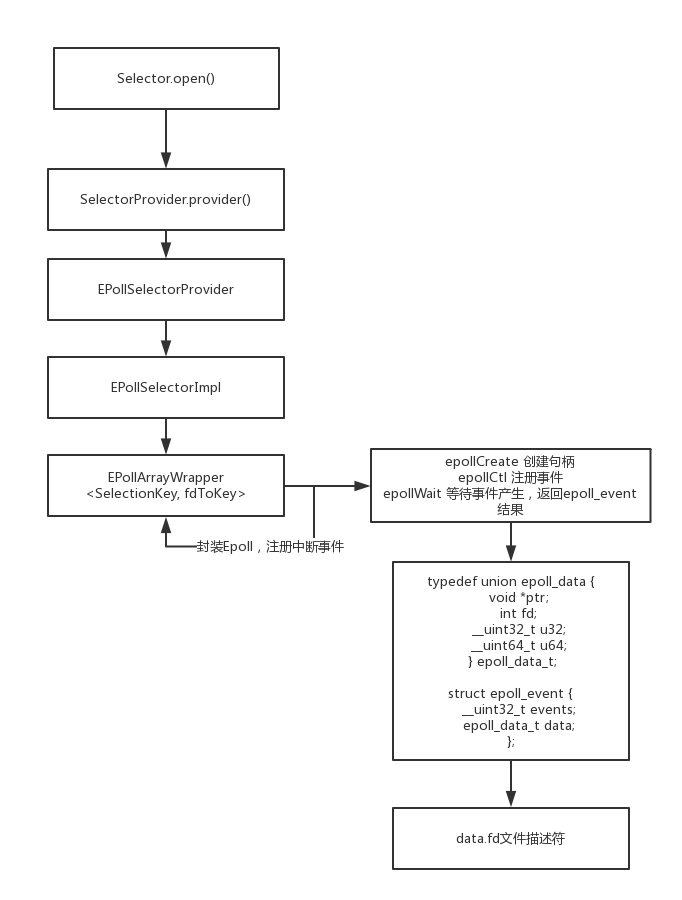 Selector.open()
SelectorProvider.provider()
EPollSelectorProvider
EPollSelectorImpl
EPollArrayWrapper
<SelectionKey, fdToKey>
封装Epoll，注册中断事件
epollCreate 创建句柄
epollCtl 注册事件
epollWait 等待事件产生，返回epoll_event
结果
typedef union epoll_data {
void *ptr;
int fd;
__uint32_t u32;
__uint64_t u64;
} epoll_data_t;
struct epoll_event {
__uint32_t events;
epoll_data_t data;
};
data.fd文件描述符